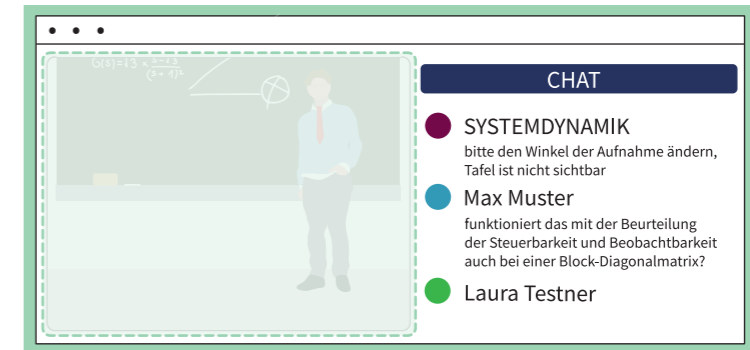 CHAT
SYSTEMDYNAMIK
bitte den Winkel der Aufnahme ändern,
Tafel ist nicht sichtbar
Max Muster
funktioniert das mit der Beurteilung
der Steuerbarkeit und Beobachtbarkeit
auch bei einer Block-Diagonalmatrix?
Laura Testner